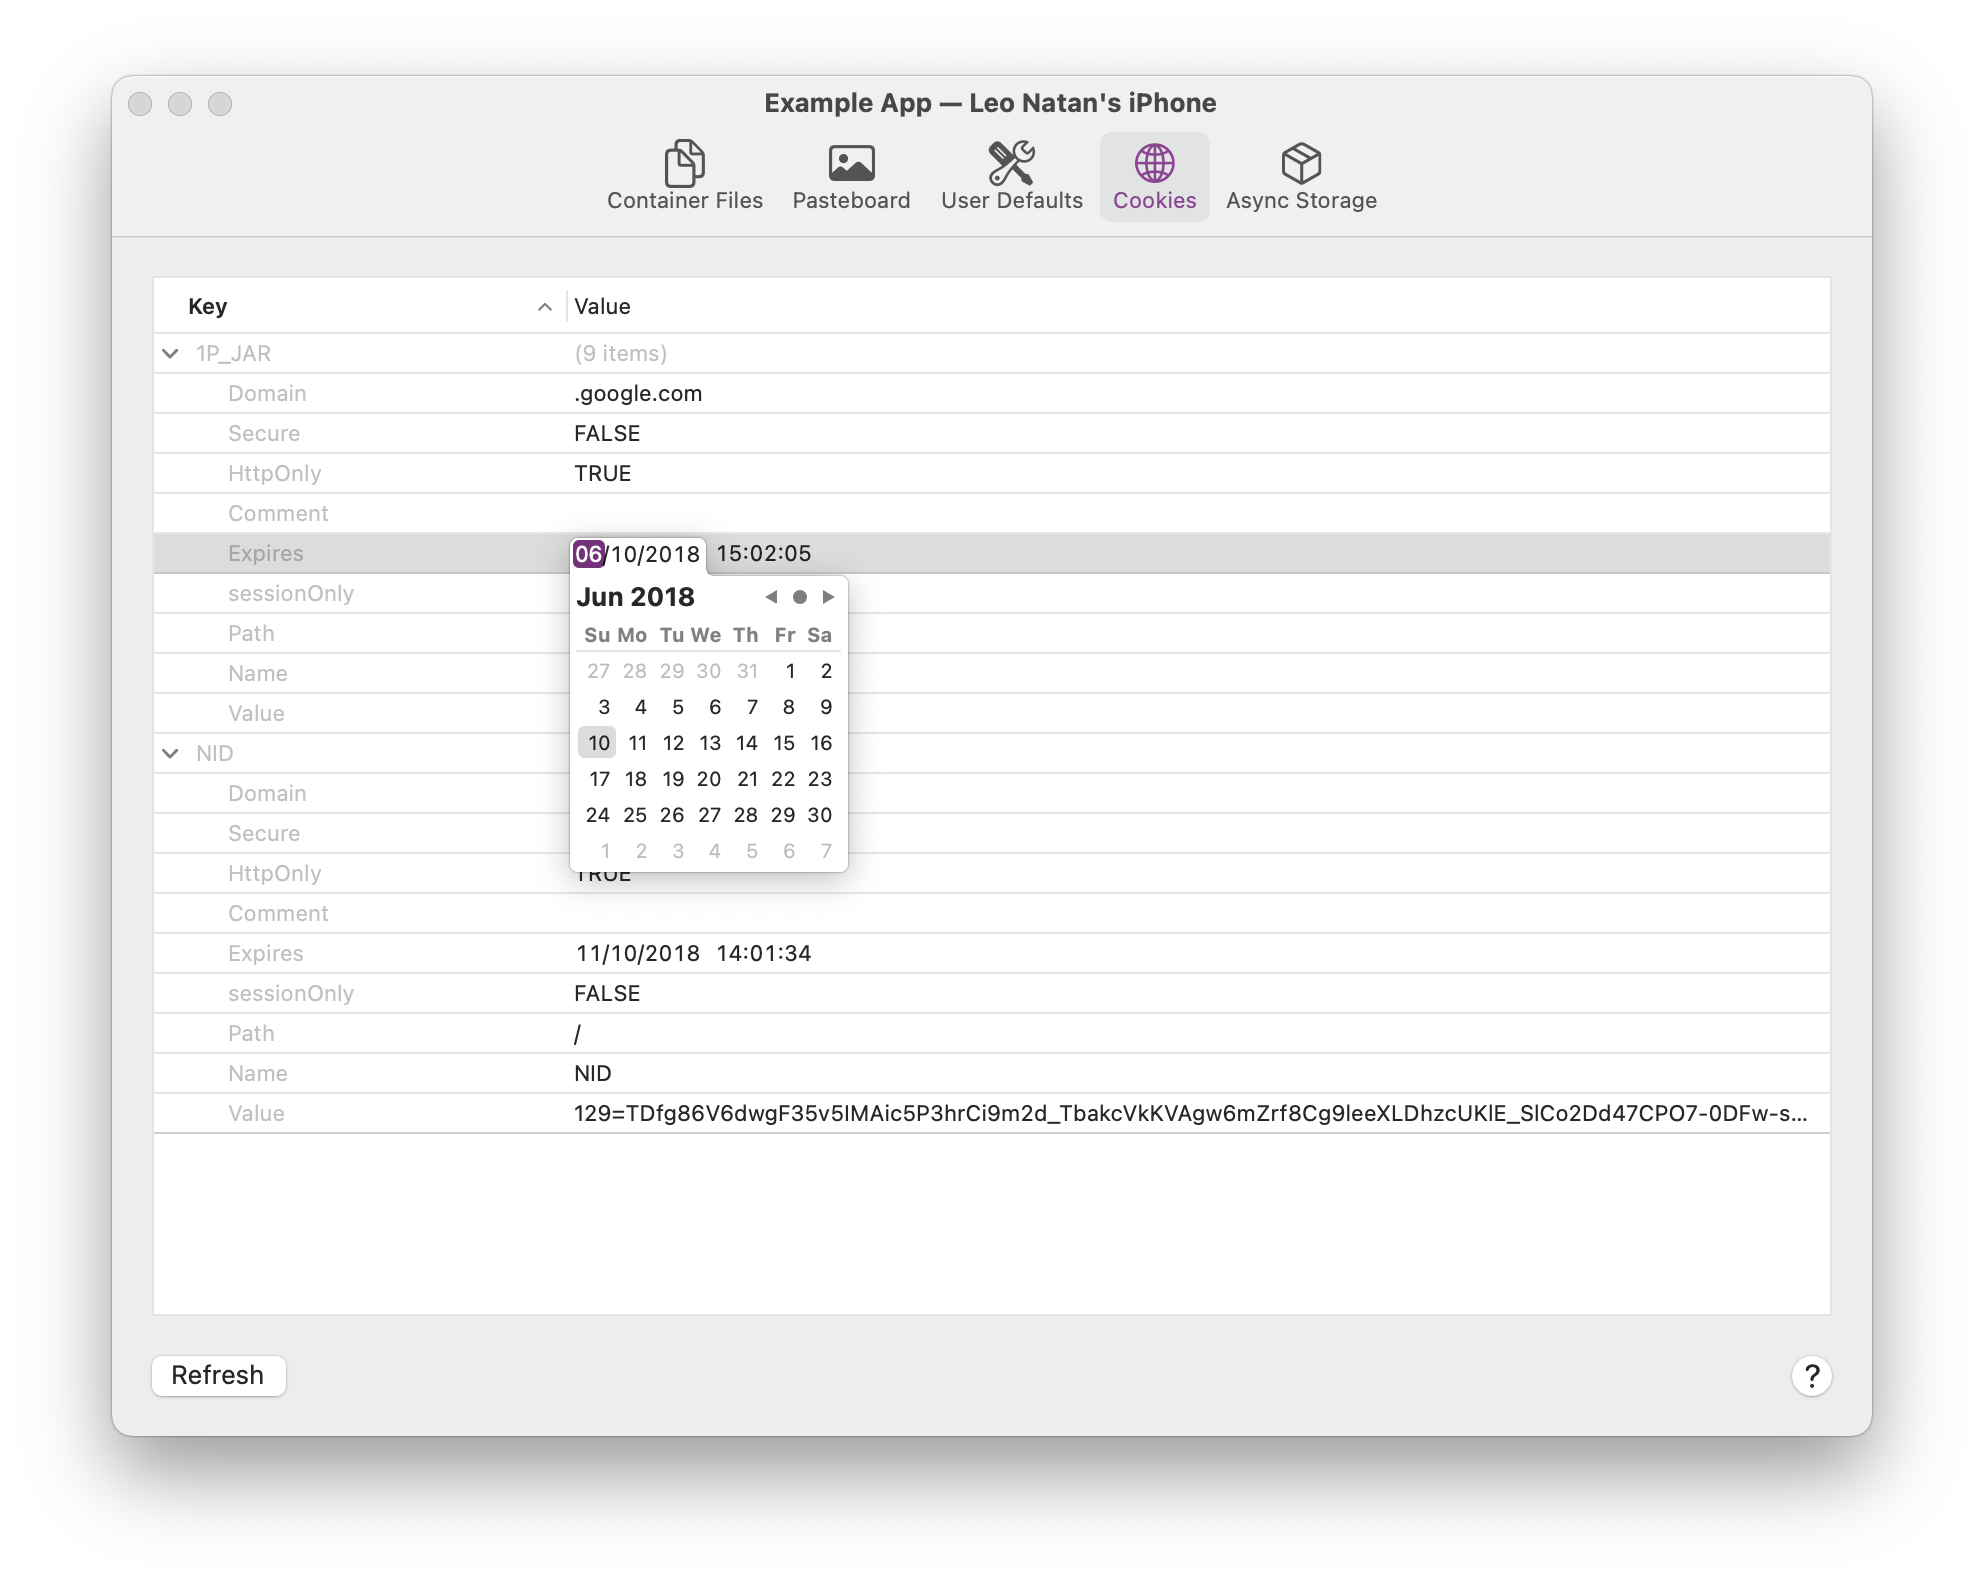 Example App — Leo Natan's iPhone
Container Files Pasteboard User Defaults Cookies Async Storage
Key Value
1P_JAR (9 items)
Domain .google.com
Secure FALSE
HttpOnly TRUE
Comment
Expires 06/10/2018 15:02:05
sessionOnly
Jun 2018
Su Mo Tu We Th Fr Sa
27 28 29 30 31 1 2
3 4 5 6 7 8 9
10 11 12 13 14 15 16
17 18 19 20 21 22 23
24 25 26 27 28 29 30
1 2 3 4 5 6 7
Path
Name
Value
NID
Domain
Secure
HttpOnly TRUE
Comment
Expires 11/10/2018 14:01:34
sessionOnly FALSE
Path /
Name NID
Value 129=TDfg86V6dwgF35v5IMAic5P3hrCi9m2d_TbakcVkKVAgw6mZrf8Cg9leeXLDhzcUKlE_SlCo2Dd47CPO7-0DFw-s...
Refresh ?